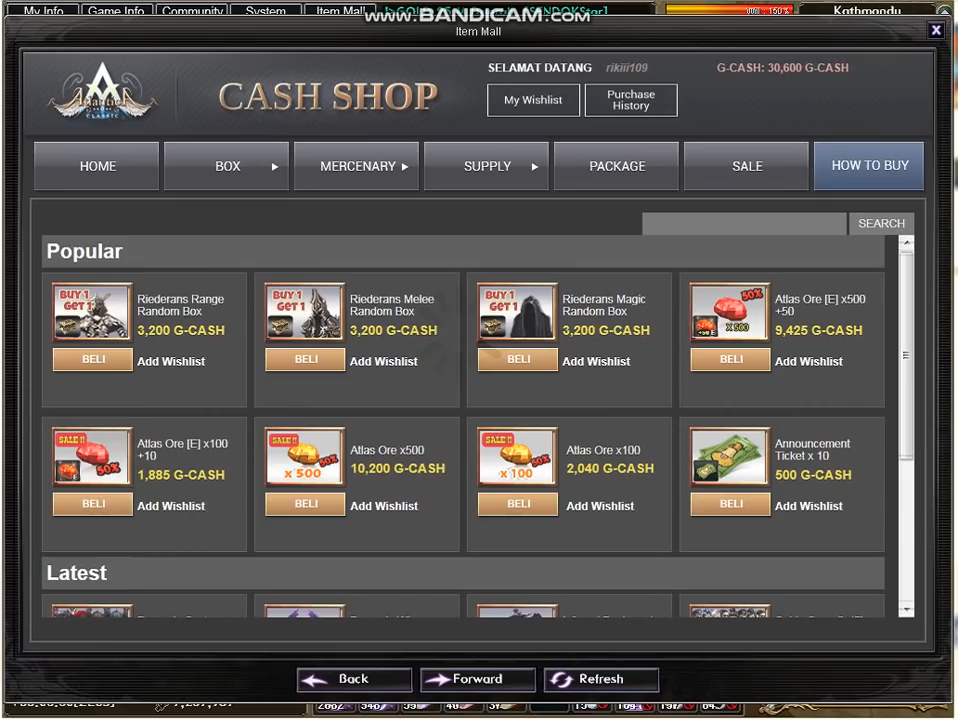 My Info Game Info Community System Item Mall
www.BANDICAM.com
150% Kathmandu
Item Mall X
Atlantica
CLASSIC
CASH SHOP
SELAMAT DATANG rikiii109 G-CASH: 30,600 G-CASH
My Wishlist
Purchase
History
HOME BOX MERCENARY SUPPLY PACKAGE SALE HOW TO BUY
SEARCH
Popular
BUY 1
GET 1
Riederans Range
Random Box
3,200 G-CASH
BELI Add Wishlist
BUY 1
GET 1
Riederans Melee
Random Box
3,200 G-CASH
BELI Add Wishlist
BUY 1
GET 1
Riederans Magic
Random Box
3,200 G-CASH
BELI Add Wishlist
50%
X 500
Atlas Ore [E] x500
+50
9,425 G-CASH
BELI Add Wishlist
SALE !!
50%
Atlas Ore [E] x100
+10
1,885 G-CASH
BELI Add Wishlist
SALE !!
50%
x 500
Atlas Ore x500
10,200 G-CASH
BELI Add Wishlist
SALE !!
50%
x 100
Atlas Ore x100
2,040 G-CASH
BELI Add Wishlist
Announcement
Ticket x 10
500 G-CASH
BELI Add Wishlist
Latest
Back Forward Refresh